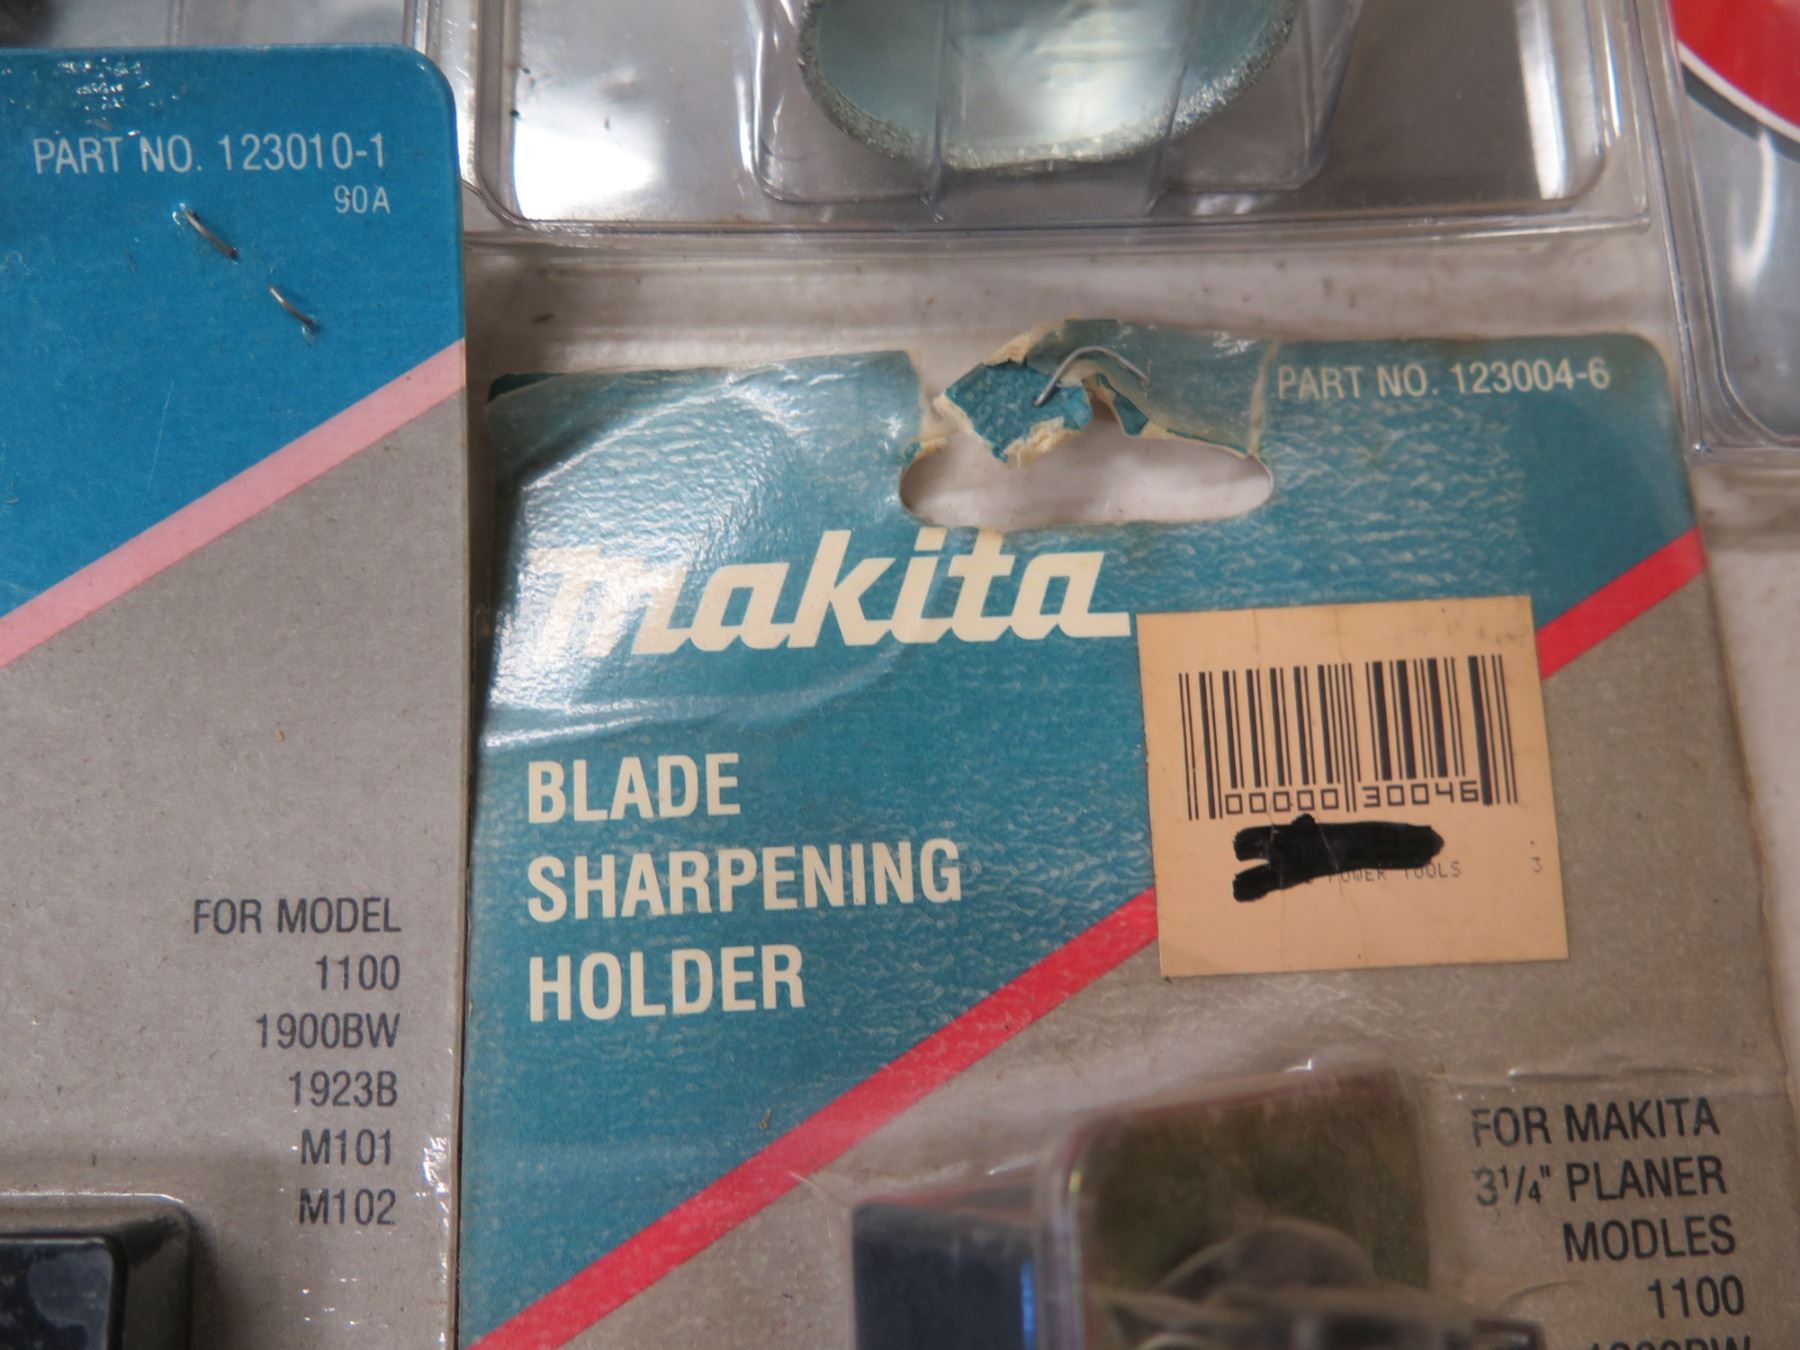 PART NO. 123010-1
90A
FOR MODEL
1100
1900BW
1923B
M101
M102
PART NO. 123004-6
makita
BLADE
SHARPENING
HOLDER
00000 30046
POWER TOOLS
3
FOR MAKITA
3 1/4" PLANER
MODLES
1100